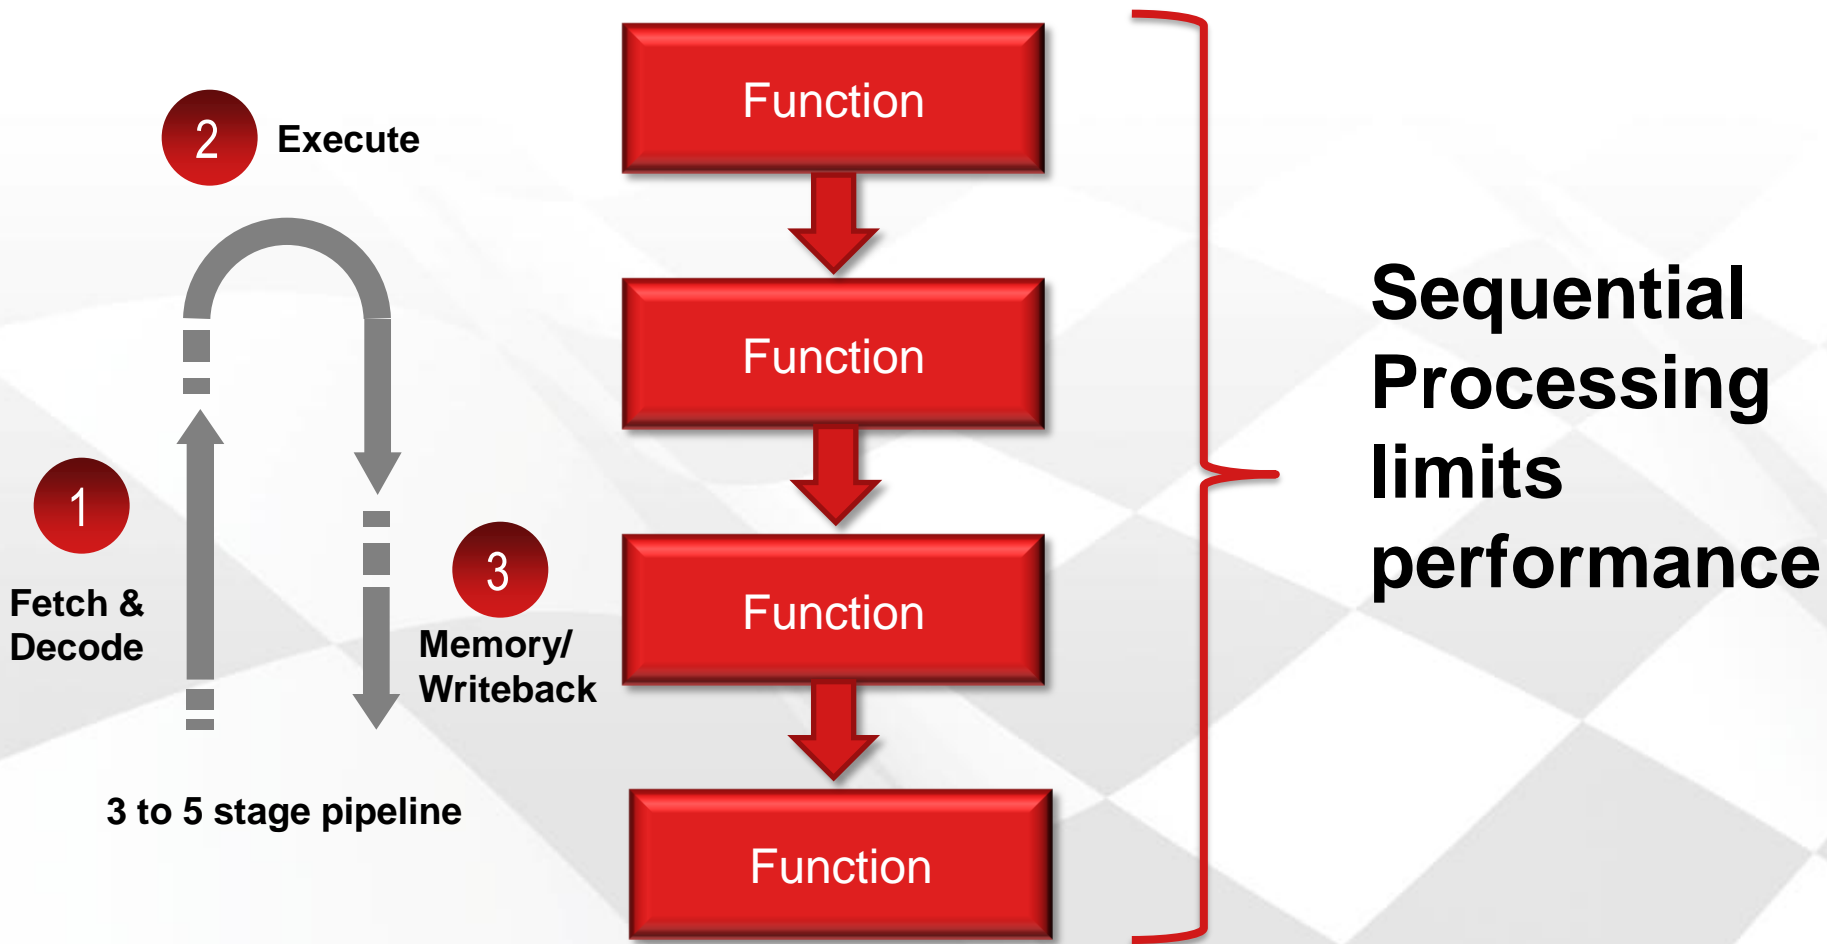 2
Execute
1
Fetch &
Decode
3
Memory/
Writeback
3 to 5 stage pipeline
Function
Function
Function
Function
Sequential
Processing
limits
performance